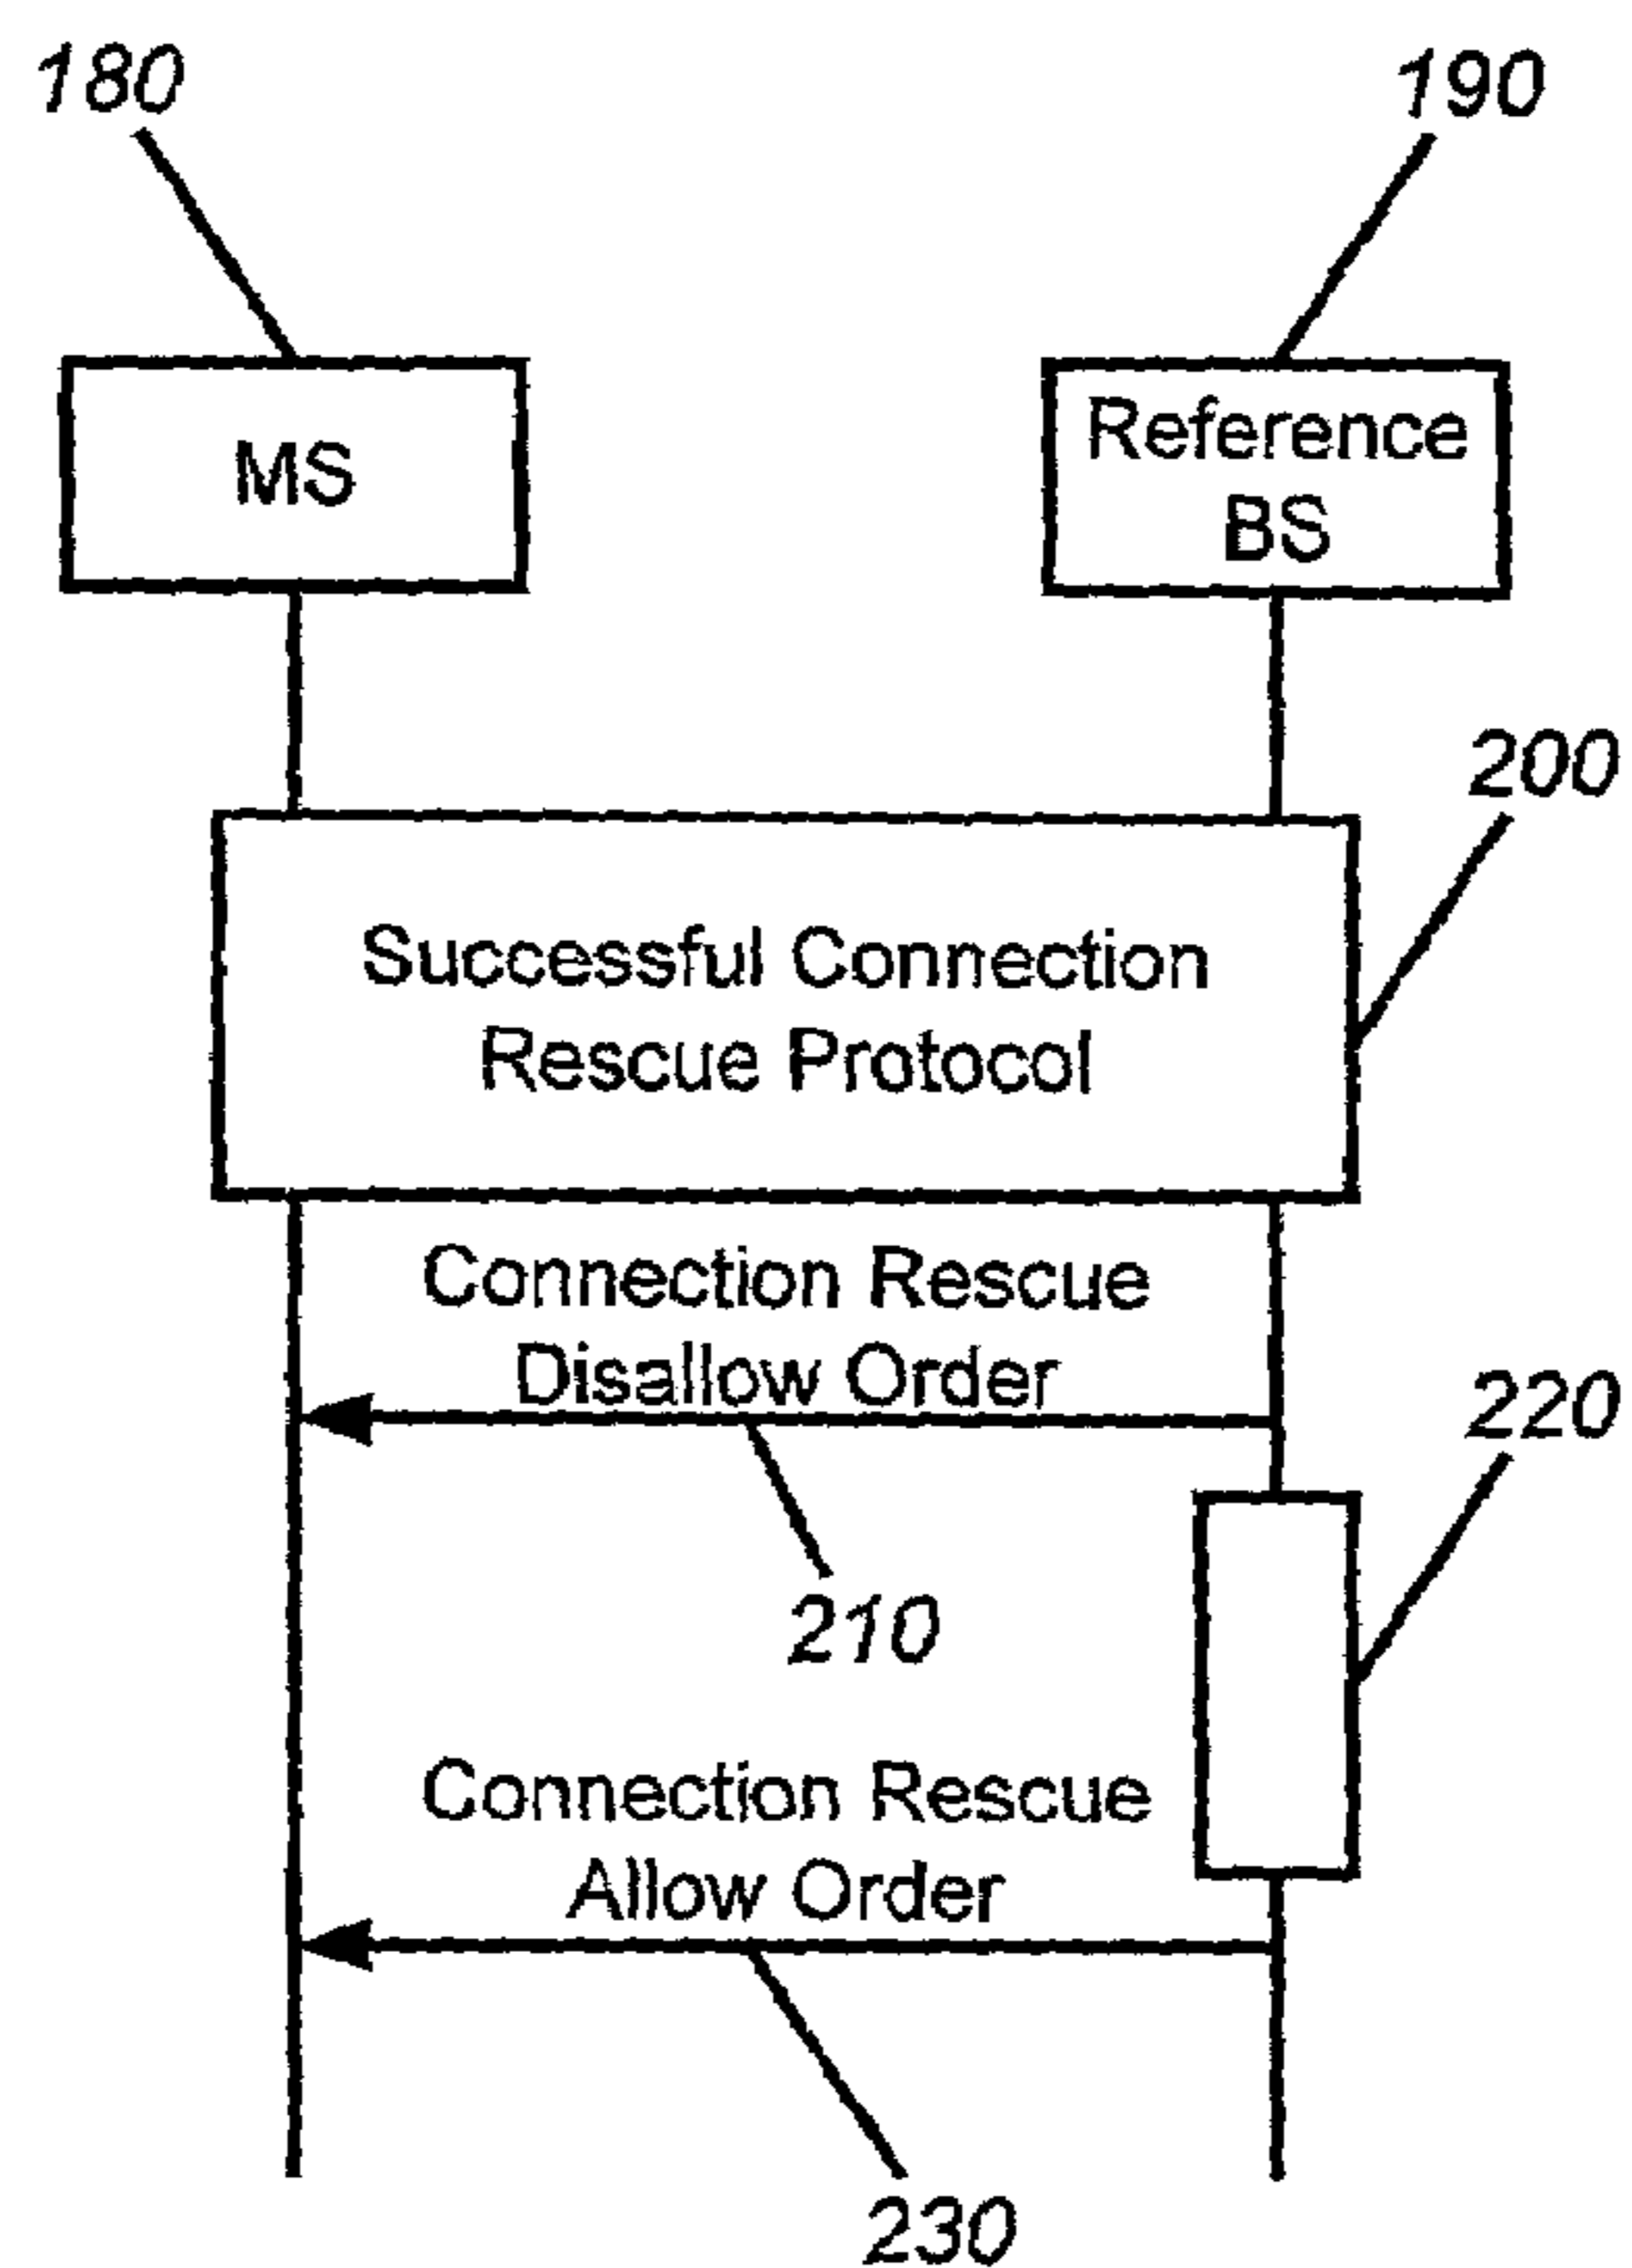 180
190
MS
Reference
BS
200
Successful Connection
Rescue Protocol
Connection Rescue
Disallow Order
220
210
Connection Rescue
Allow Order
230